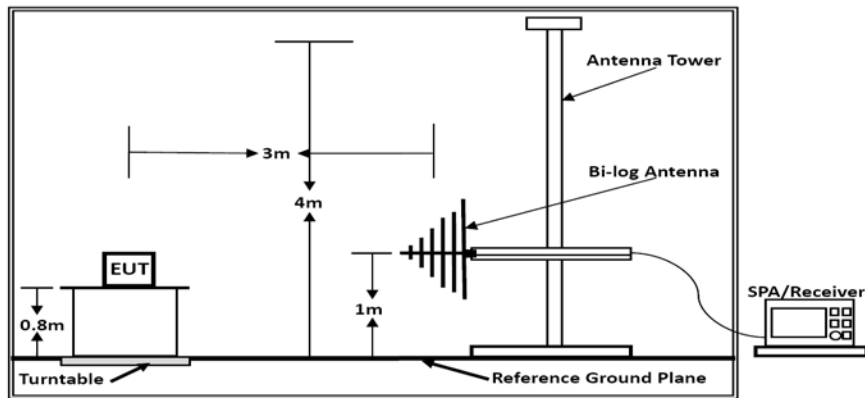 Antenna Tower
3m
Bi-log Antenna
4m
EUT
1m
SPA/Receiver
0.8m
Turntable
Reference Ground Plane